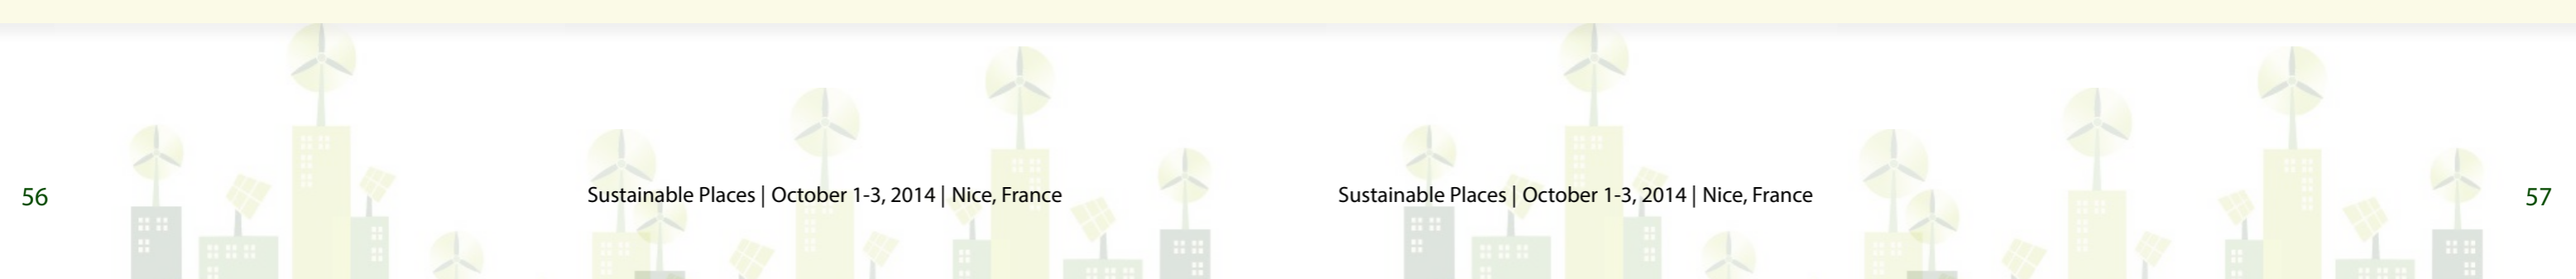 56
Sustainable Places | October 1-3, 2014 | Nice, France
Sustainable Places | October 1-3, 2014 | Nice, France
57